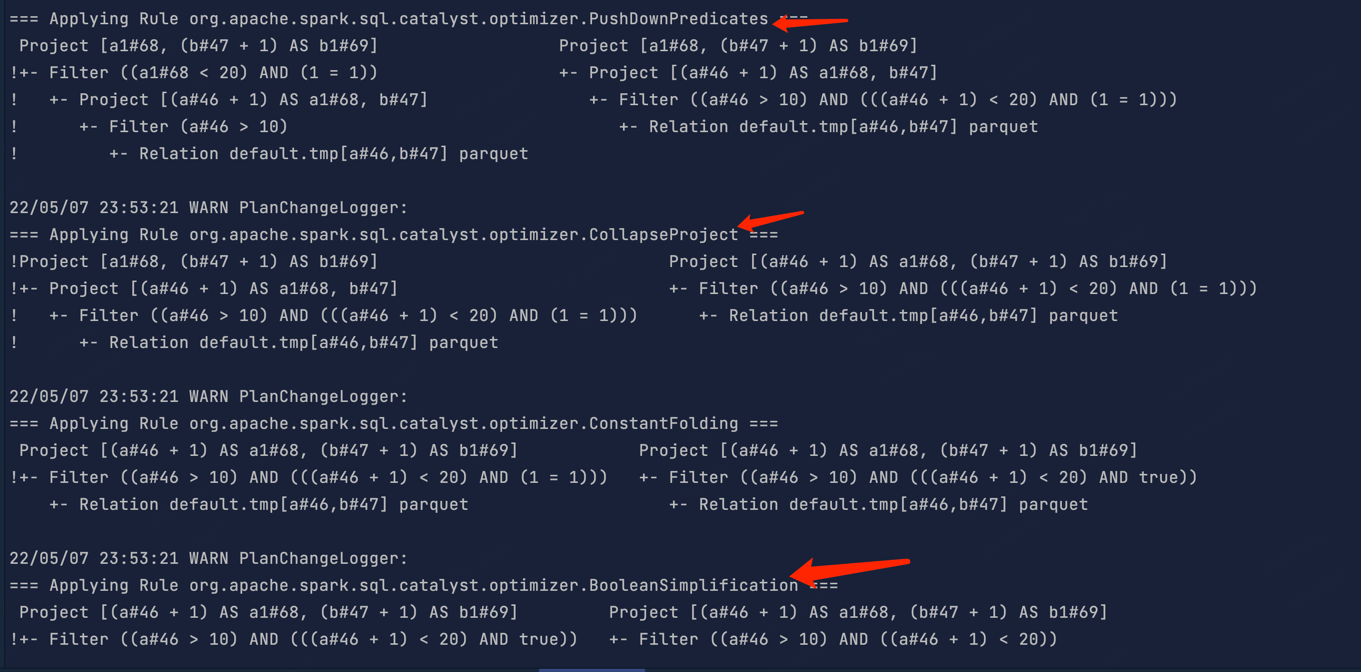 === Applying Rule org.apache.spark.sql.catalyst.optimizer.PushDownPredicates ===
 Project [a1#68, (b#47 + 1) AS b1#69]                  Project [a1#68, (b#47 + 1) AS b1#69]
!+- Filter ((a1#68 < 20) AND (1 = 1))                  +- Project [(a#46 + 1) AS a1#68, b#47]
!   +- Project [(a#46 + 1) AS a1#68, b#47]                +- Filter ((a#46 > 10) AND (((a#46 + 1) < 20) AND (1 = 1)))
!      +- Filter (a#46 > 10)                                 +- Relation default.tmp[a#46,b#47] parquet
!         +- Relation default.tmp[a#46,b#47] parquet
22/05/07 23:53:21 WARN PlanChangeLogger:
=== Applying Rule org.apache.spark.sql.catalyst.optimizer.CollapseProject ===
!Project [a1#68, (b#47 + 1) AS b1#69]                             Project [(a#46 + 1) AS a1#68, (b#47 + 1) AS b1#69]
!+- Project [(a#46 + 1) AS a1#68, b#47]                           +- Filter ((a#46 > 10) AND (((a#46 + 1) < 20) AND (1 = 1)))
!   +- Filter ((a#46 > 10) AND (((a#46 + 1) < 20) AND (1 = 1)))      +- Relation default.tmp[a#46,b#47] parquet
!      +- Relation default.tmp[a#46,b#47] parquet
22/05/07 23:53:21 WARN PlanChangeLogger:
=== Applying Rule org.apache.spark.sql.catalyst.optimizer.ConstantFolding ===
 Project [(a#46 + 1) AS a1#68, (b#47 + 1) AS b1#69]            Project [(a#46 + 1) AS a1#68, (b#47 + 1) AS b1#69]
!+- Filter ((a#46 > 10) AND (((a#46 + 1) < 20) AND (1 = 1)))   +- Filter ((a#46 > 10) AND (((a#46 + 1) < 20) AND true))
    +- Relation default.tmp[a#46,b#47] parquet                    +- Relation default.tmp[a#46,b#47] parquet
22/05/07 23:53:21 WARN PlanChangeLogger:
=== Applying Rule org.apache.spark.sql.catalyst.optimizer.BooleanSimplification ===
 Project [(a#46 + 1) AS a1#68, (b#47 + 1) AS b1#69]         Project [(a#46 + 1) AS a1#68, (b#47 + 1) AS b1#69]
!+- Filter ((a#46 > 10) AND (((a#46 + 1) < 20) AND true))   +- Filter ((a#46 > 10) AND ((a#46 + 1) < 20))